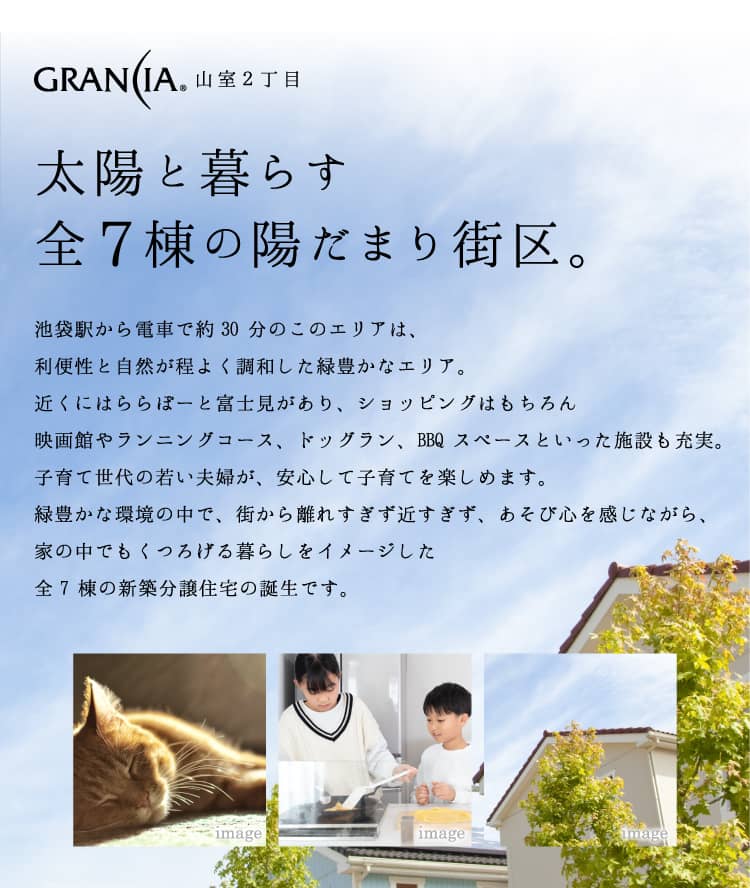 GRANCIA® 山室2丁目
太陽と暮らす
全7棟の陽だまり街区。
池袋駅から電車で約30 分のこのエリアは、
利便性と自然が程よく調和した緑豊かなエリア。
近くにはららぽーと富士見があり、ショッピングはもちろん
映画館やランニングコース、ドッグラン、BBQ スペースといった施設も充実。
子育て世代の若い夫婦が、安心して子育てを楽しめます。
緑豊かな環境の中で、街から離れすぎず近すぎず、あそび心を感じながら、
家の中でもくつろげる暮らしをイメージした
全 7 棟の新築分譲住宅の誕生です。
image
image
image